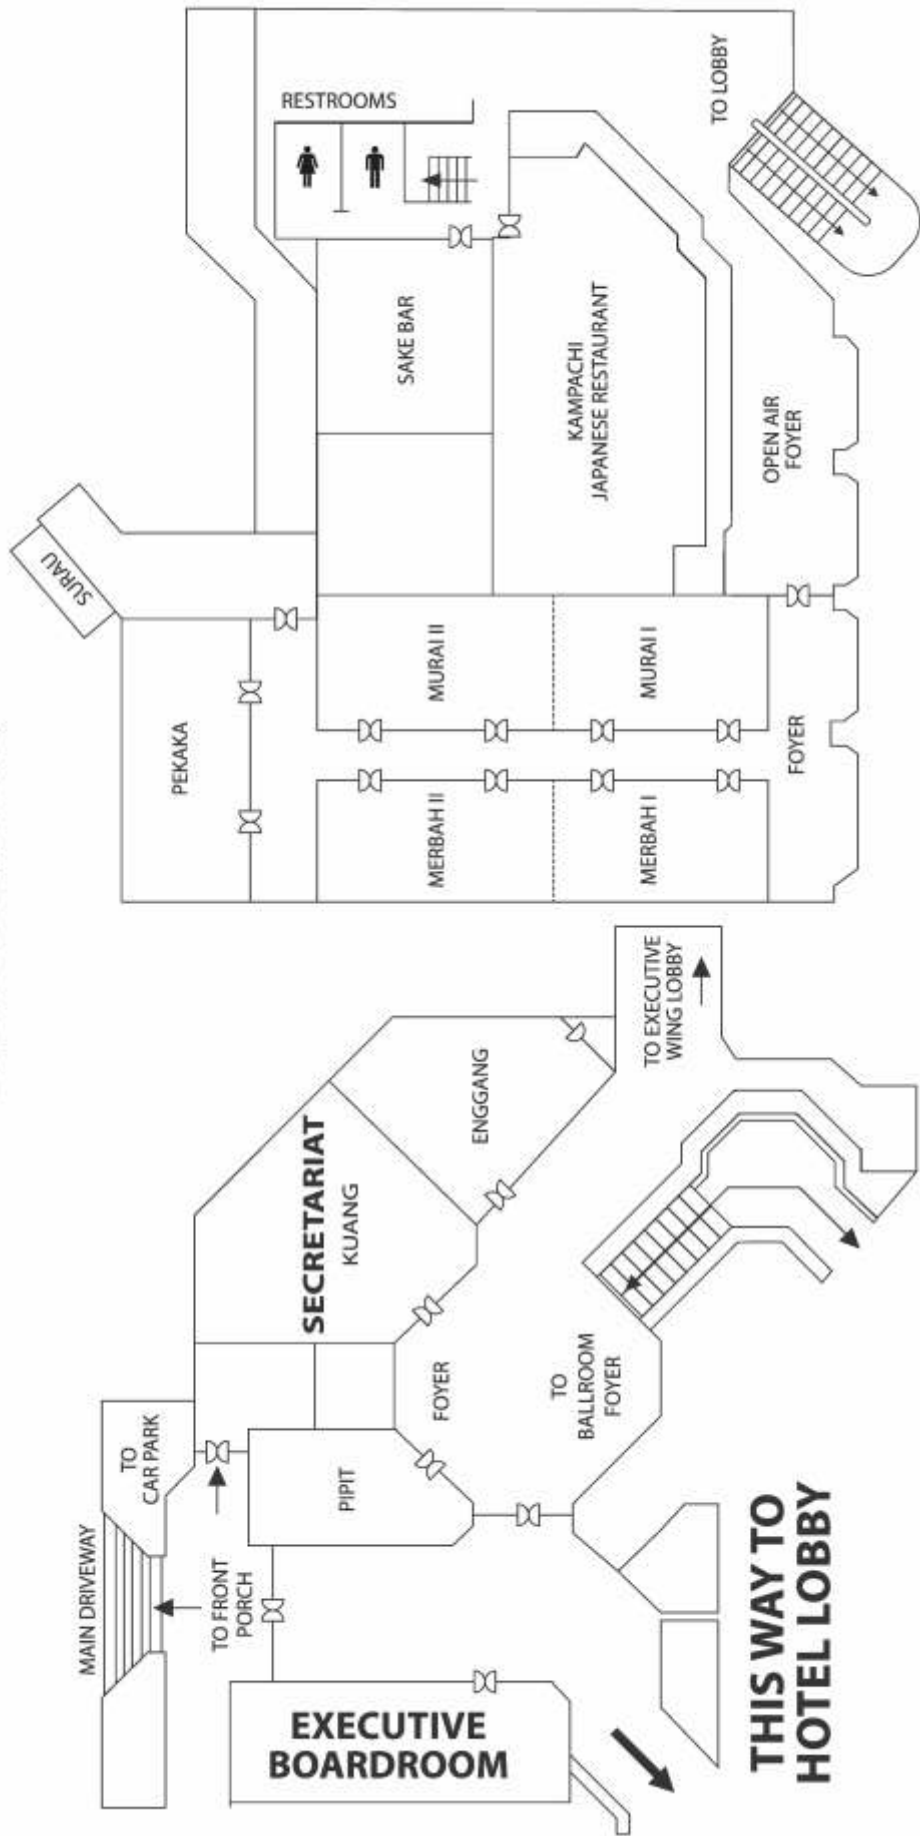 RESTROOMS
TO LOBBY
SAKE BAR
KAMPACHI
JAPANESE RESTAURANT
OPEN AIR
FOYER
SURAU
PEKAKA
MURAI II
MURAI I
MERBAH II
MERBAH I
FOYER
MAIN DRIVEWAY
TO
CAR PARK
TO FRONT
PORCH
SECRETARIAT
KUANG
ENGGANG
TO EXECUTIVE
WING LOBBY
PIPIT
FOYER
TO
BALLROOM
FOYER
EXECUTIVE
BOARDROOM
THIS WAY TO
HOTEL LOBBY